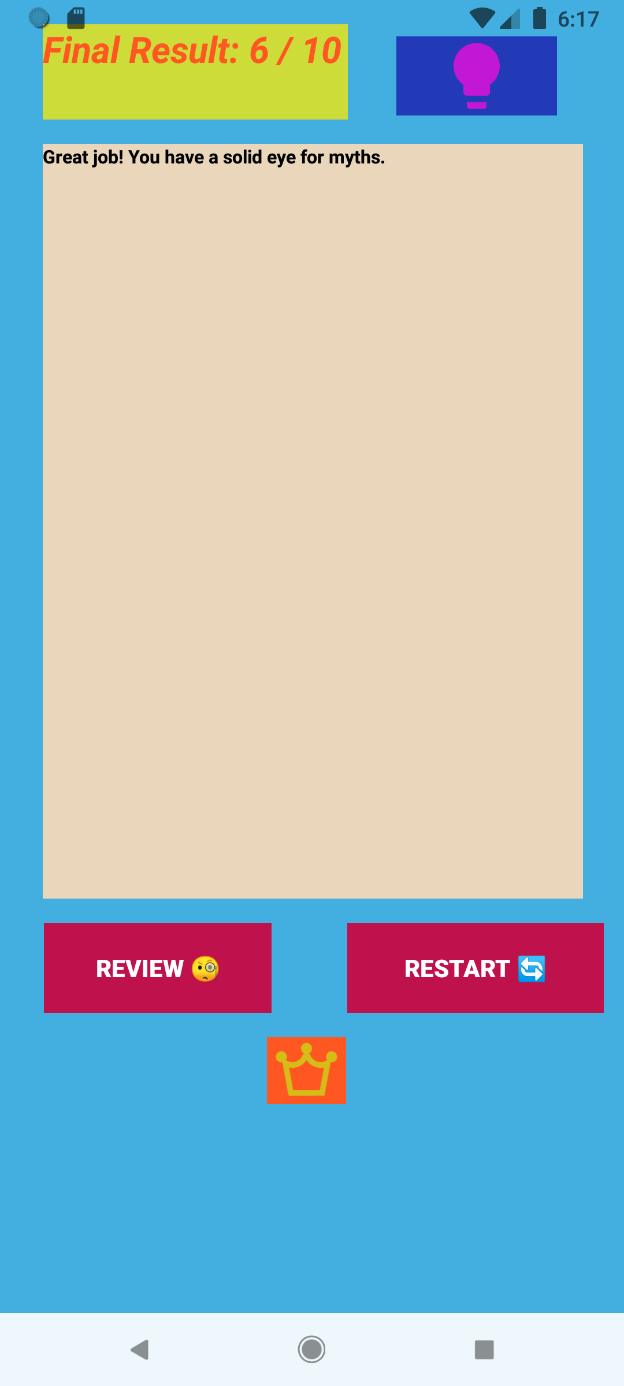 6:17
Final Result: 6 / 10
Great job! You have a solid eye for myths.
REVIEW 🧐
RESTART 🔄